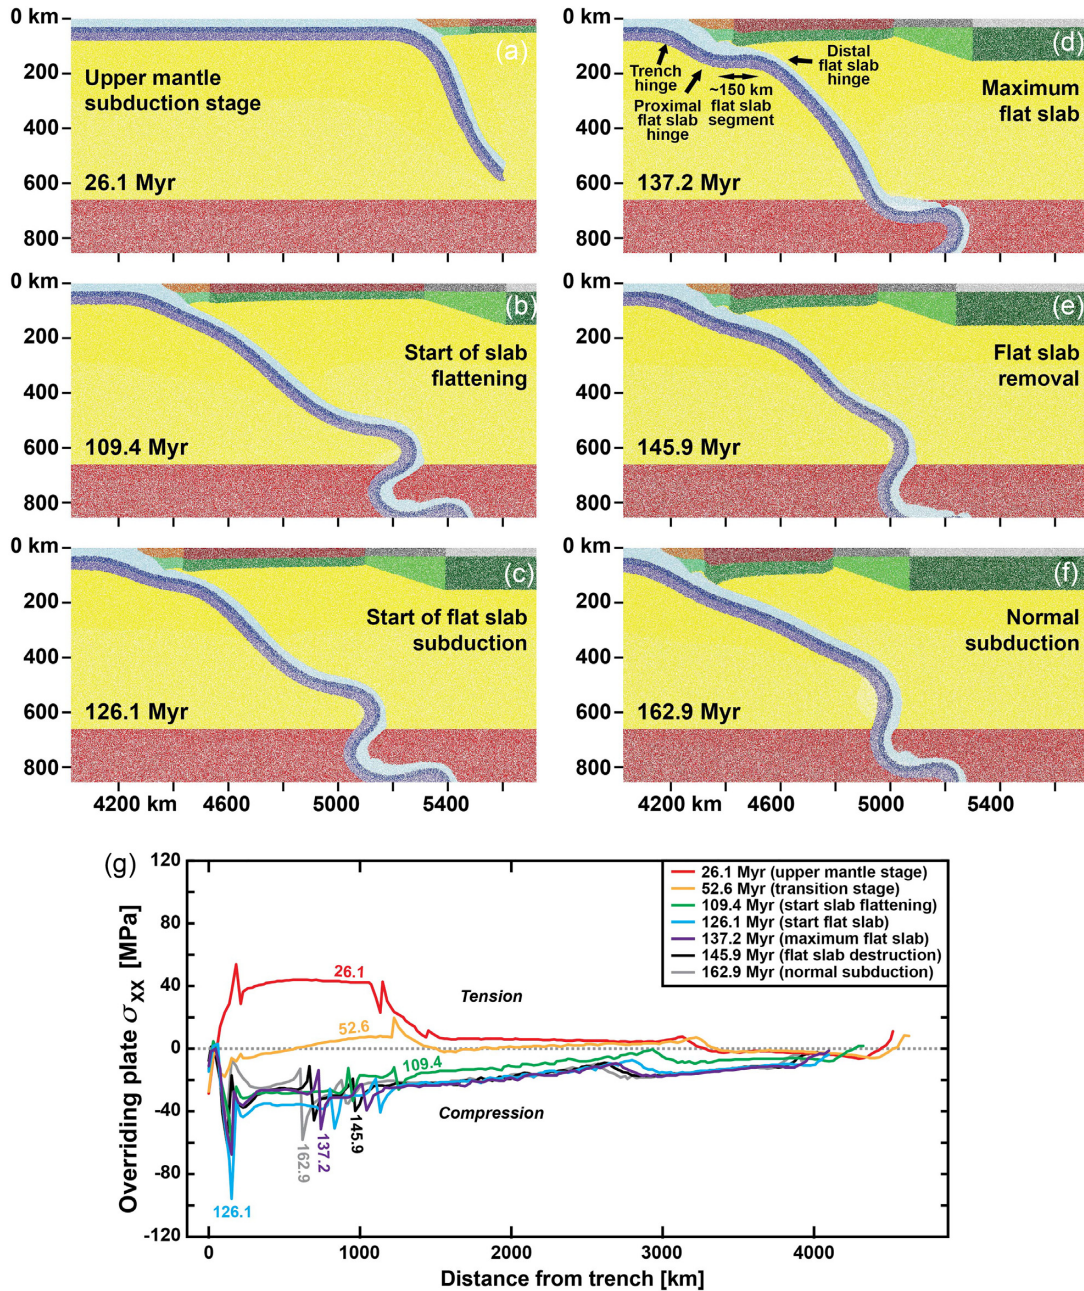 0 km
200
400
600
800
(a)
Upper mantle
subduction stage
26.1 Myr
0 km
200
400
600
800
(b)
Start of slab
flattening
109.4 Myr
0 km
200
400
600
800
(c)
Start of flat slab
subduction
126.1 Myr
4200 km
4600
5000
5400
0 km
200
400
600
800
(d)
Trench
hinge
Proximal
flat slab
hinge
~150 km
flat slab
segment
Distal
flat slab
hinge
Maximum
flat slab
137.2 Myr
0 km
200
400
600
800
(e)
Flat slab
removal
145.9 Myr
0 km
200
400
600
800
(f)
Normal
subduction
162.9 Myr
4200 km
4600
5000
5400
(g)
Overriding plate σxx [MPa]
120
80
40
0
-40
-80
-120
26.1 Myr (upper mantle stage)
52.6 Myr (transition stage)
109.4 Myr (start slab flattening)
126.1 Myr (start flat slab)
137.2 Myr (maximum flat slab)
145.9 Myr (flat slab destruction)
162.9 Myr (normal subduction)
26.1
Tension
52.6
109.4
Compression
145.9
137.2
162.9
126.1
0
1000
2000
3000
4000
Distance from trench [km]